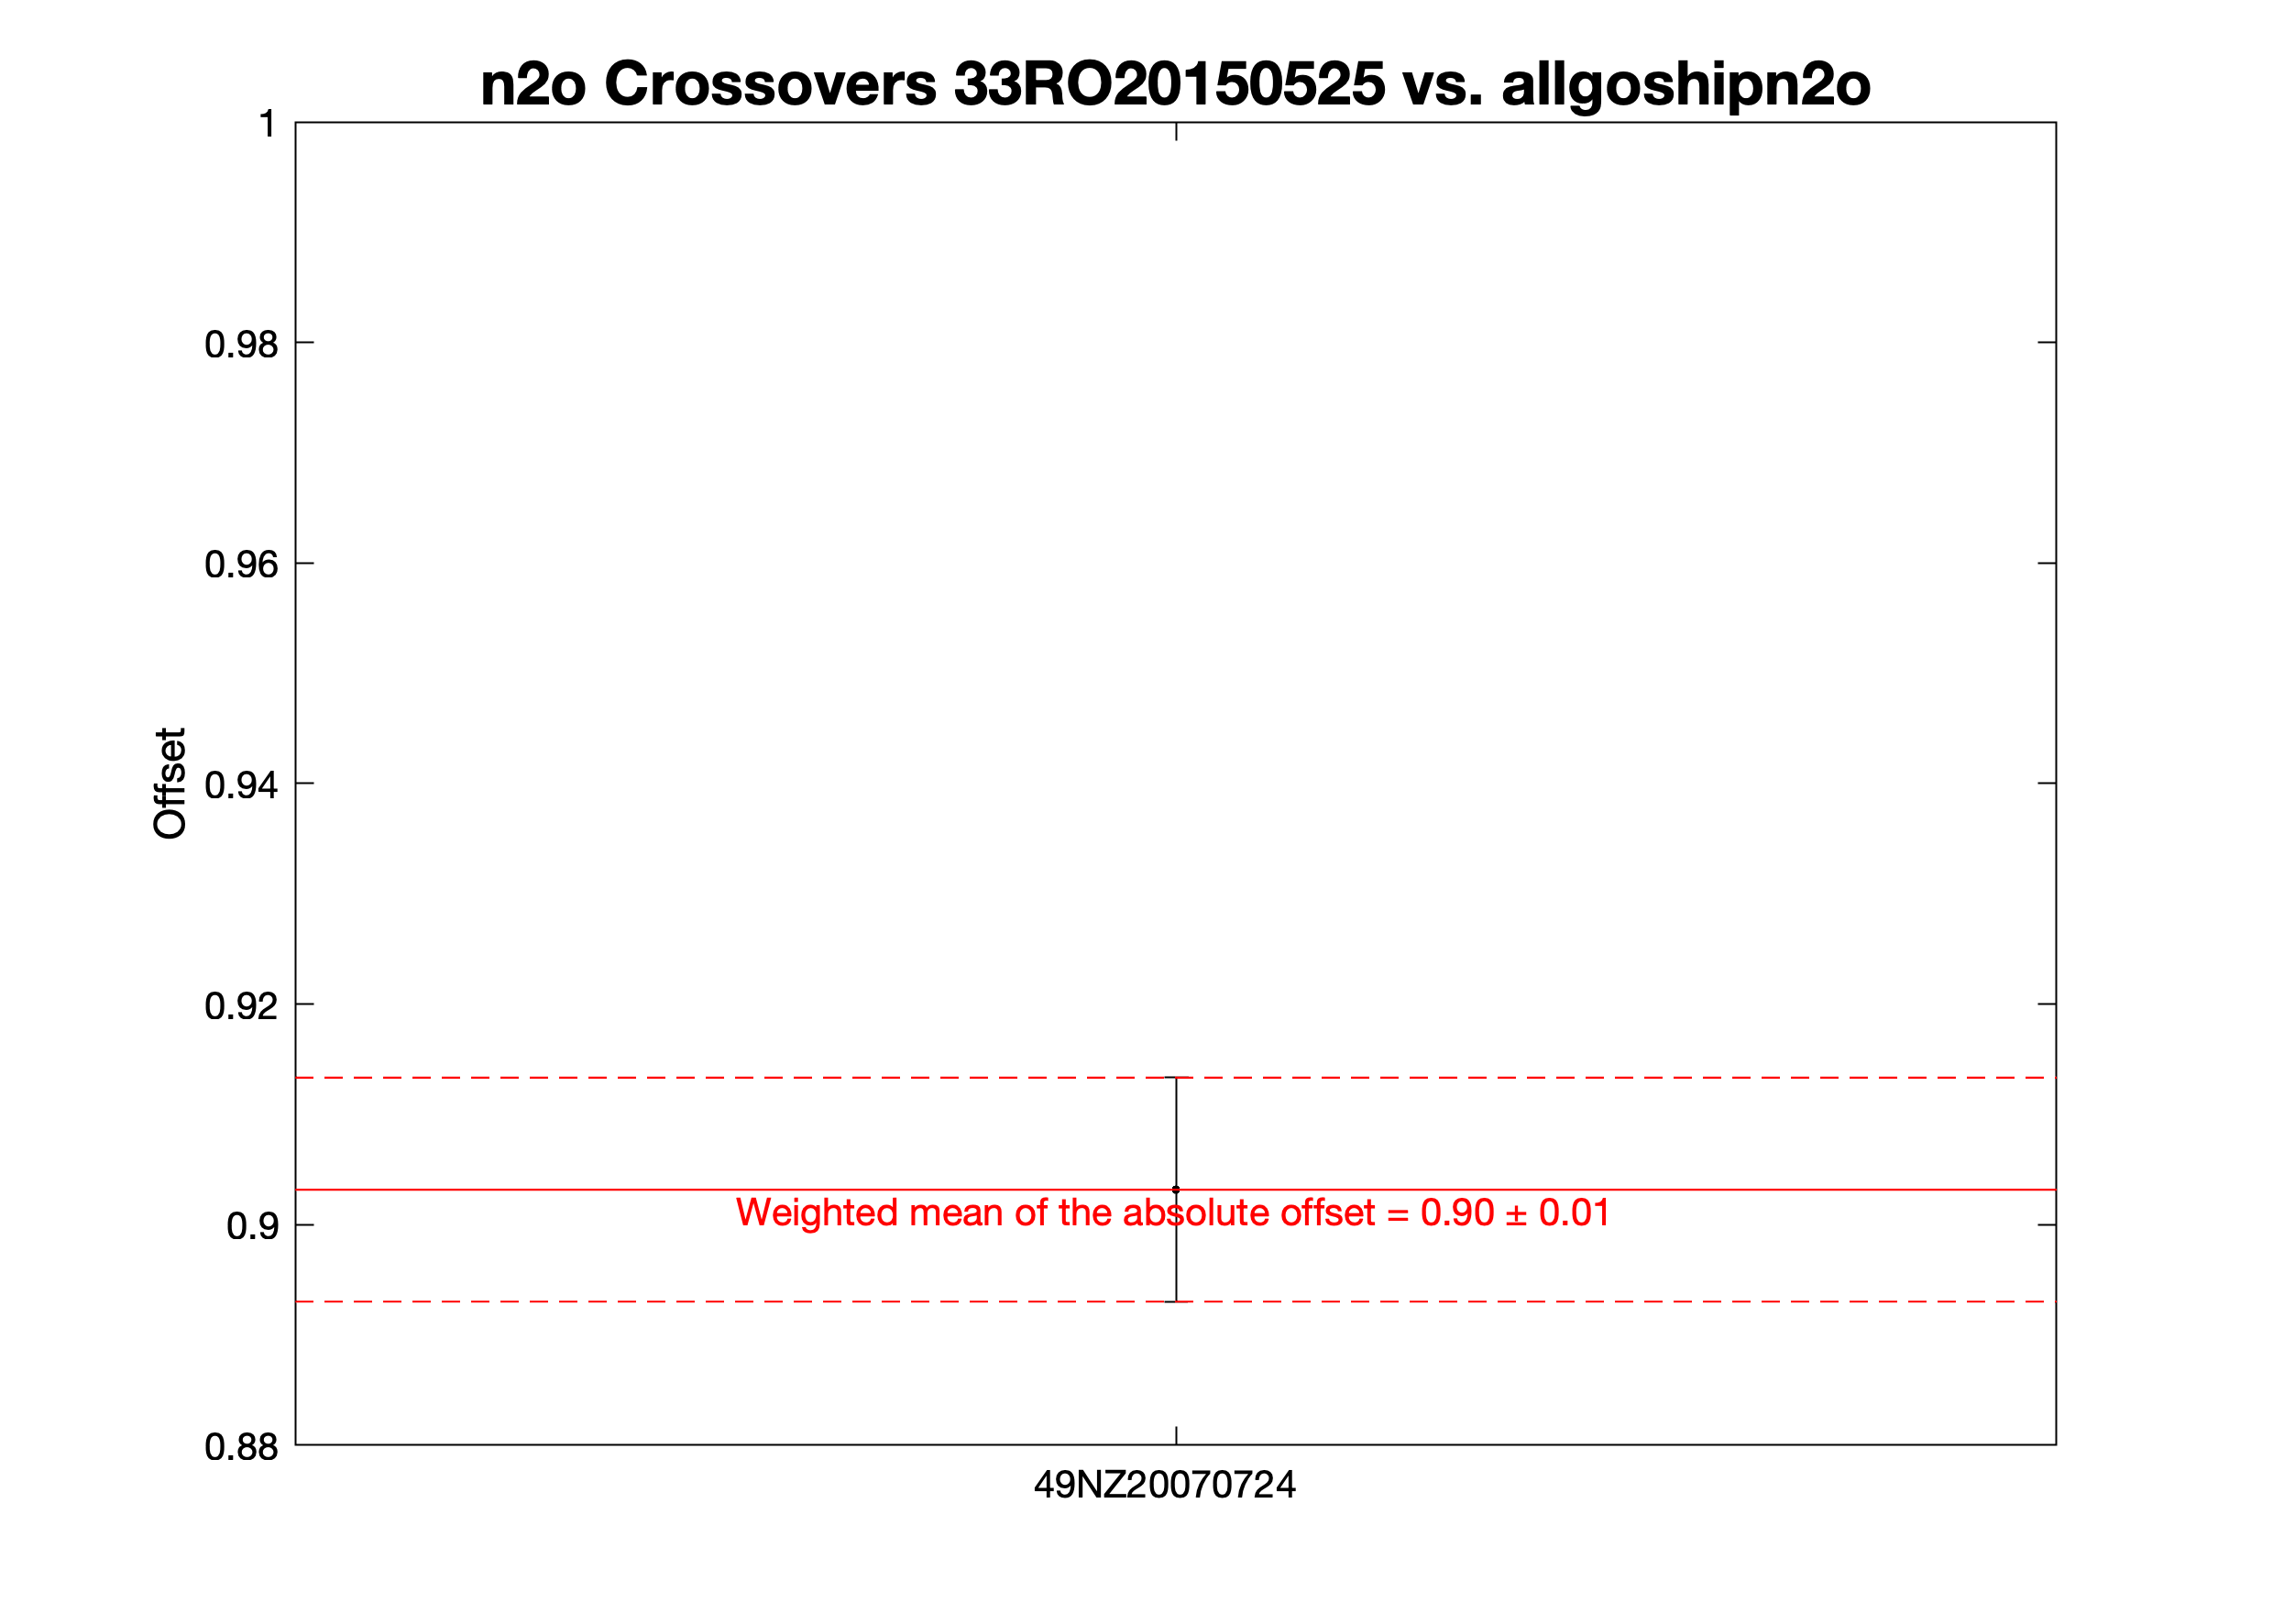 n2o Crossovers 33RO20150525 vs. allgoshipn2o
1
0.98
0.96
0.94
0.92
0.9
0.88
Offset
Weighted mean of the absolute offset = 0.90 ± 0.01
49NZ20070724